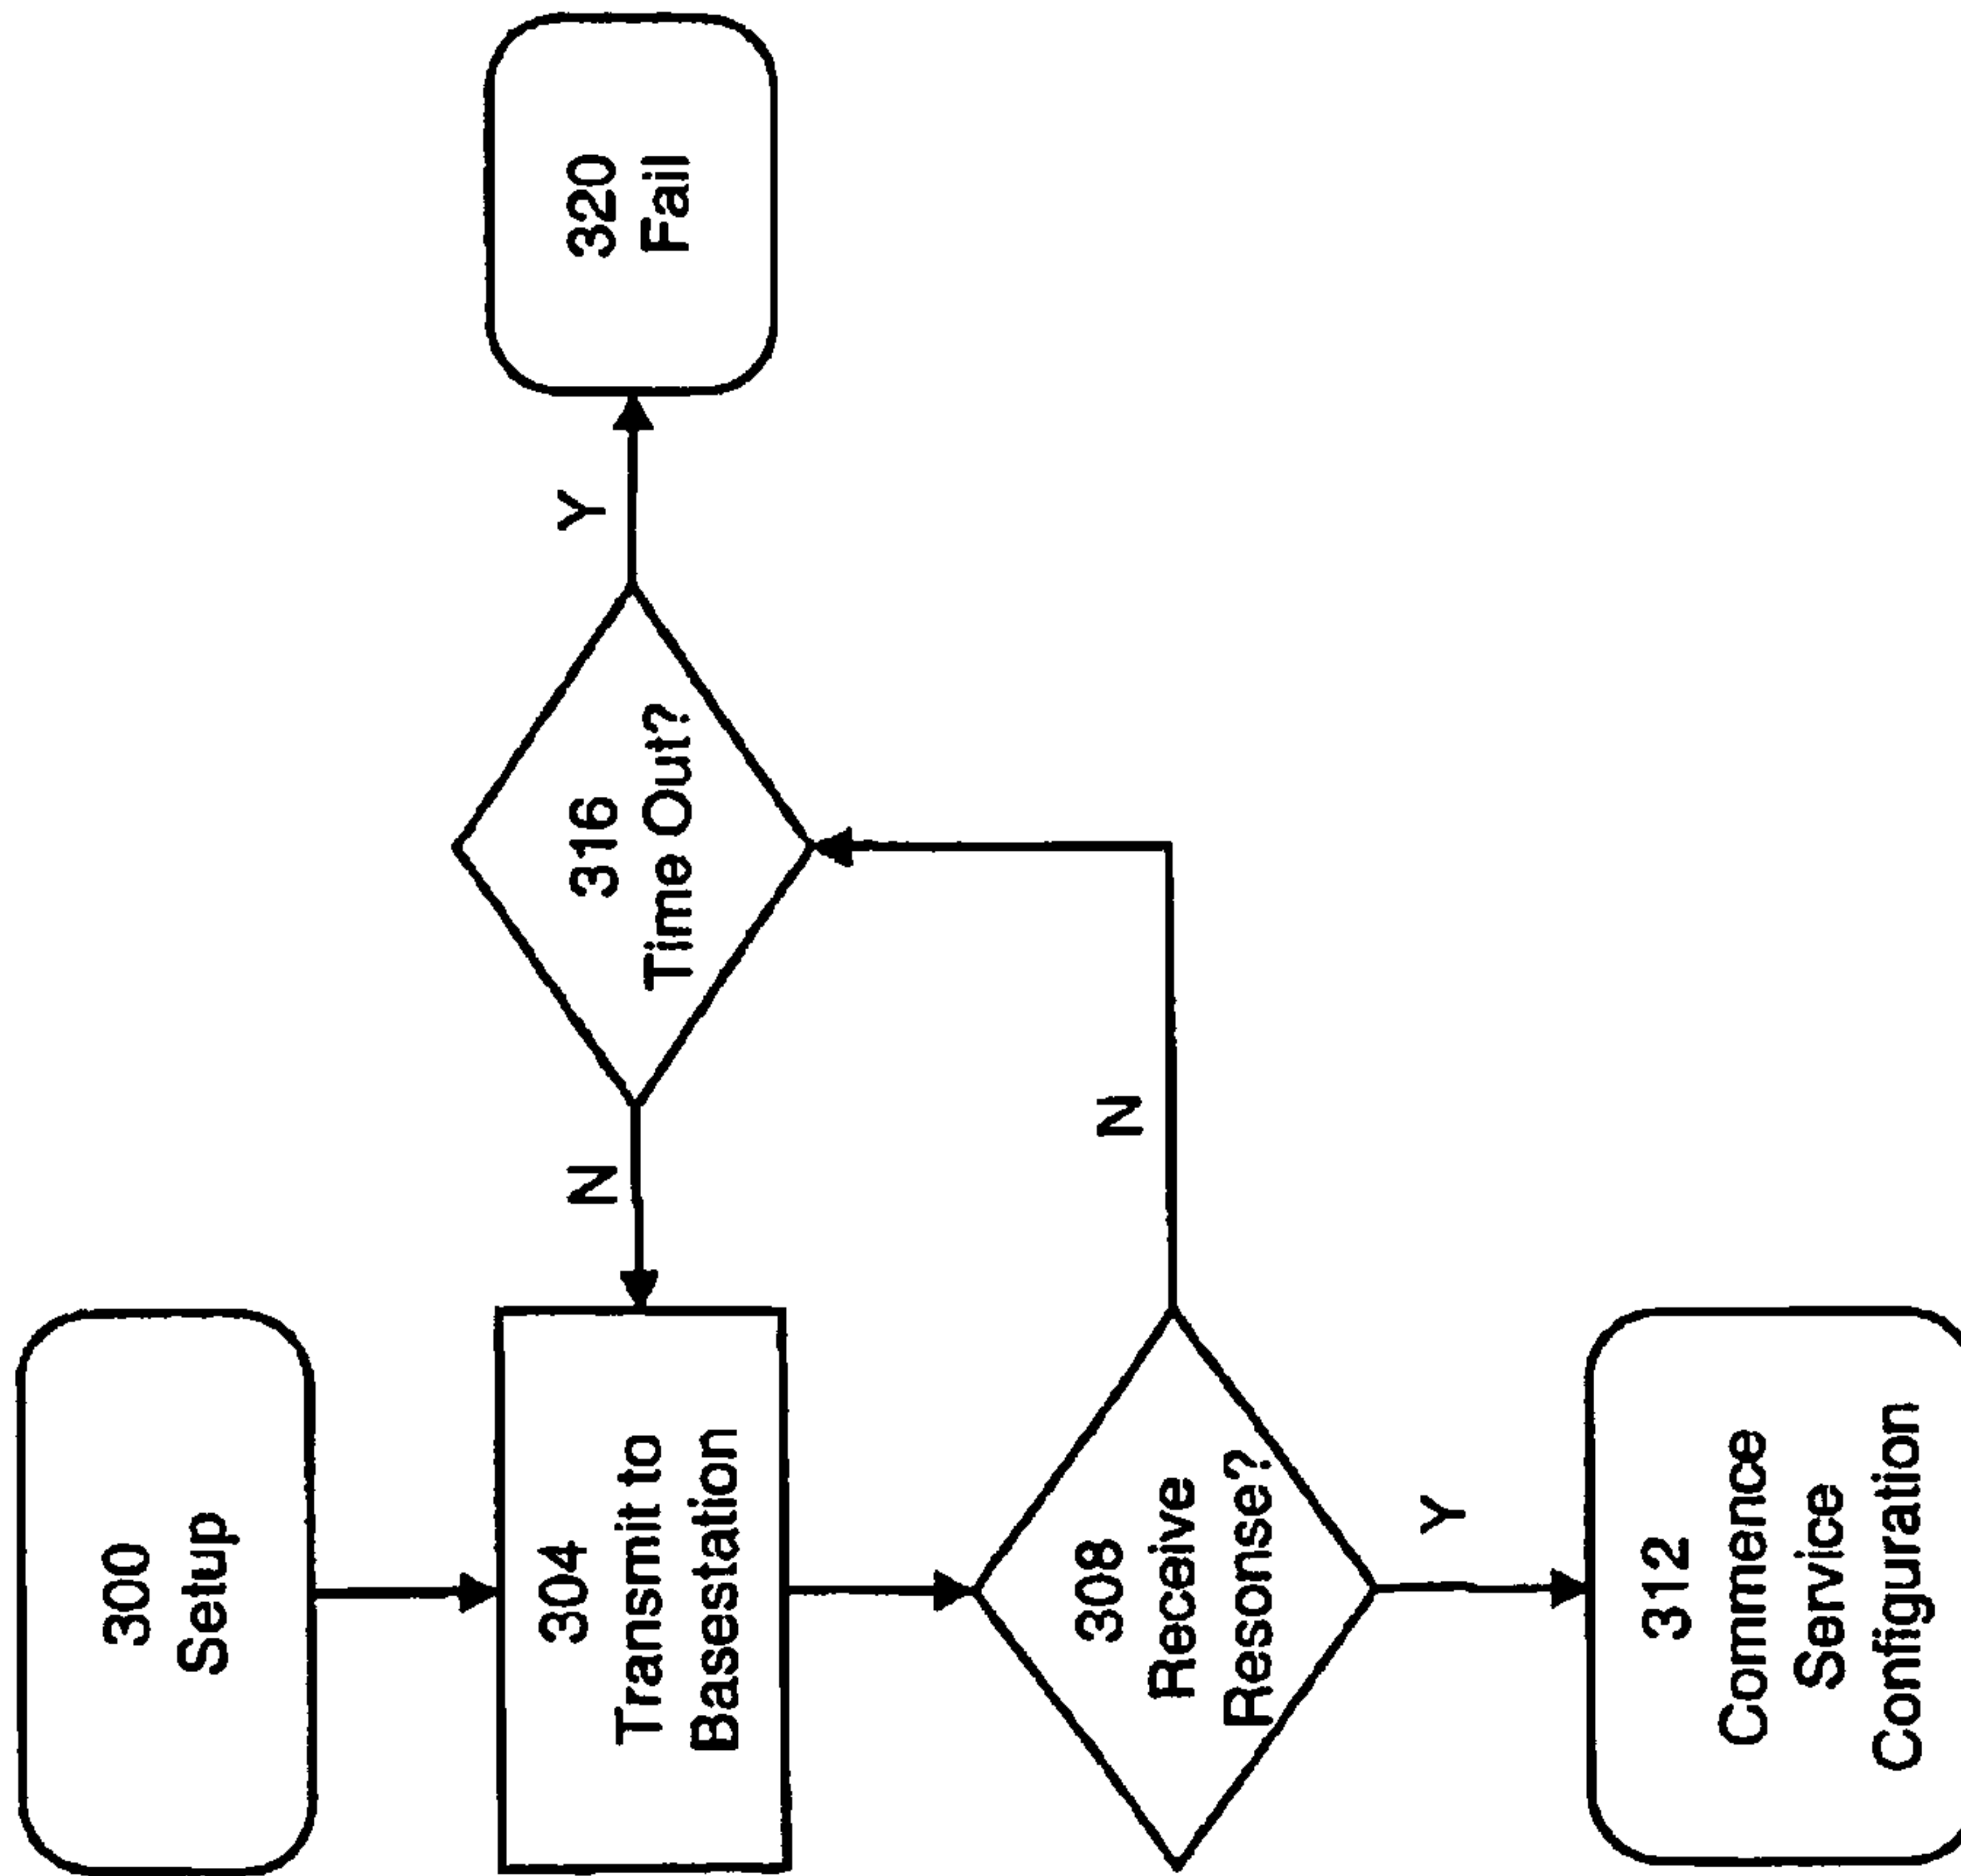 300
Setup
304
Transmit to
Basestation
308
Receive
Resonse?
Y
312
Commence
Service
Configuration
N
316
Time Out?
N
Y
320
Fail